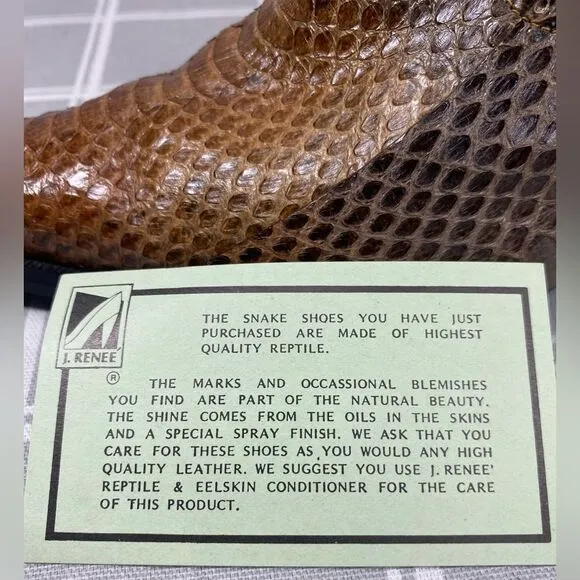 THE SNAKE SHOES YOU HAVE JUST
PURCHASED ARE MADE OF HIGHEST
QUALITY REPTILE.
J. RENEE
®
THE MARKS AND OCCASSIONAL BLEMISHES
YOU FIND ARE PART OF THE NATURAL BEAUTY.
THE SHINE COMES FROM THE OILS IN THE SKINS
AND A SPECIAL SPRAY FINISH. WE ASK THAT YOU
CARE FOR THESE SHOES AS YOU WOULD ANY HIGH
QUALITY LEATHER. WE SUGGEST YOU USE J. RENEE'
REPTILE & EELSKIN CONDITIONER FOR THE CARE
OF THIS PRODUCT.